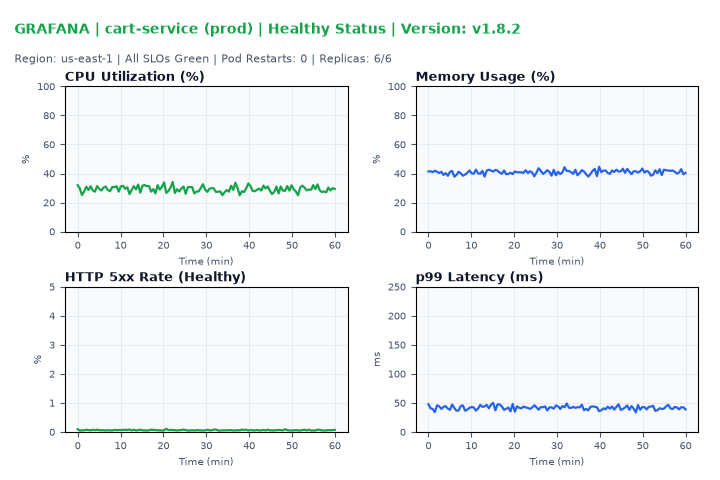 GRAFANA | cart-service (prod) | Healthy Status | Version: v1.8.2
Region: us-east-1 | All SLOs Green | Pod Restarts: 0 | Replicas: 6/6
CPU Utilization (%)
100
80
60
40
20
0
%
0 10 20 30 40 50 60
Time (min)
Memory Usage (%)
100
80
60
40
20
0
%
0 10 20 30 40 50 60
Time (min)
HTTP 5xx Rate (Healthy)
5
4
3
2
1
0
%
0 10 20 30 40 50 60
Time (min)
p99 Latency (ms)
250
200
150
100
50
0
ms
0 10 20 30 40 50 60
Time (min)